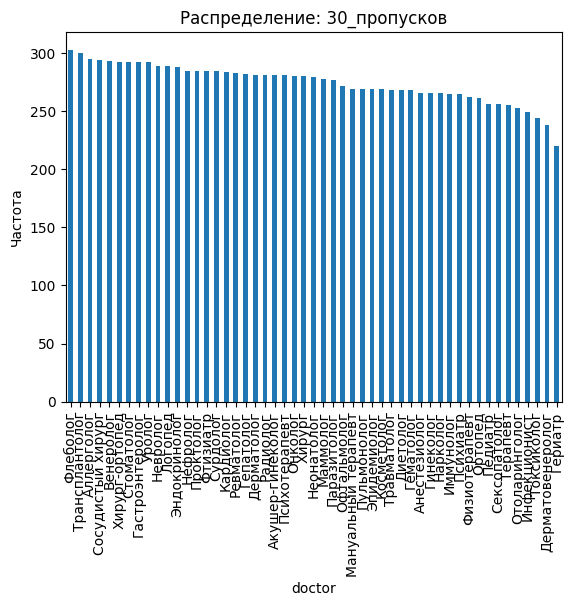 Распределение: 30_пропусков
Частота
300
250
200
150
100
50
0
Флеболог
Трансплантолог
Аллерголог
Сосудистый хирург
Венеролог
Хирург-ортопед
Стоматолог
Гастроэнтеролог
Уролог
Невролог
Логопед
Эндокринолог
Нефролог
Проктолог
Фтизиатр
Сурдолог
Кардиолог
Ревматолог
Гепатолог
Дерматолог
Радиолог
Акушер-гинеколог
Психотерапевт
Онколог
Хирург
Неонатолог
Маммолог
Паразитолог
Офтальмолог
Мануальный терапевт
Пульмонолог
Эпидемиолог
Косметолог
Травматолог
Диетолог
Гематолог
Анестезиолог
Гинеколог
Нарколог
Иммунолог
Психиатр
Физиотерапевт
Ортопед
Педиатр
Сексопатолог
Терапевт
Отоларинголог
Инфекционист
Токсиколог
Дерматовенеролог
Гериатр
doctor